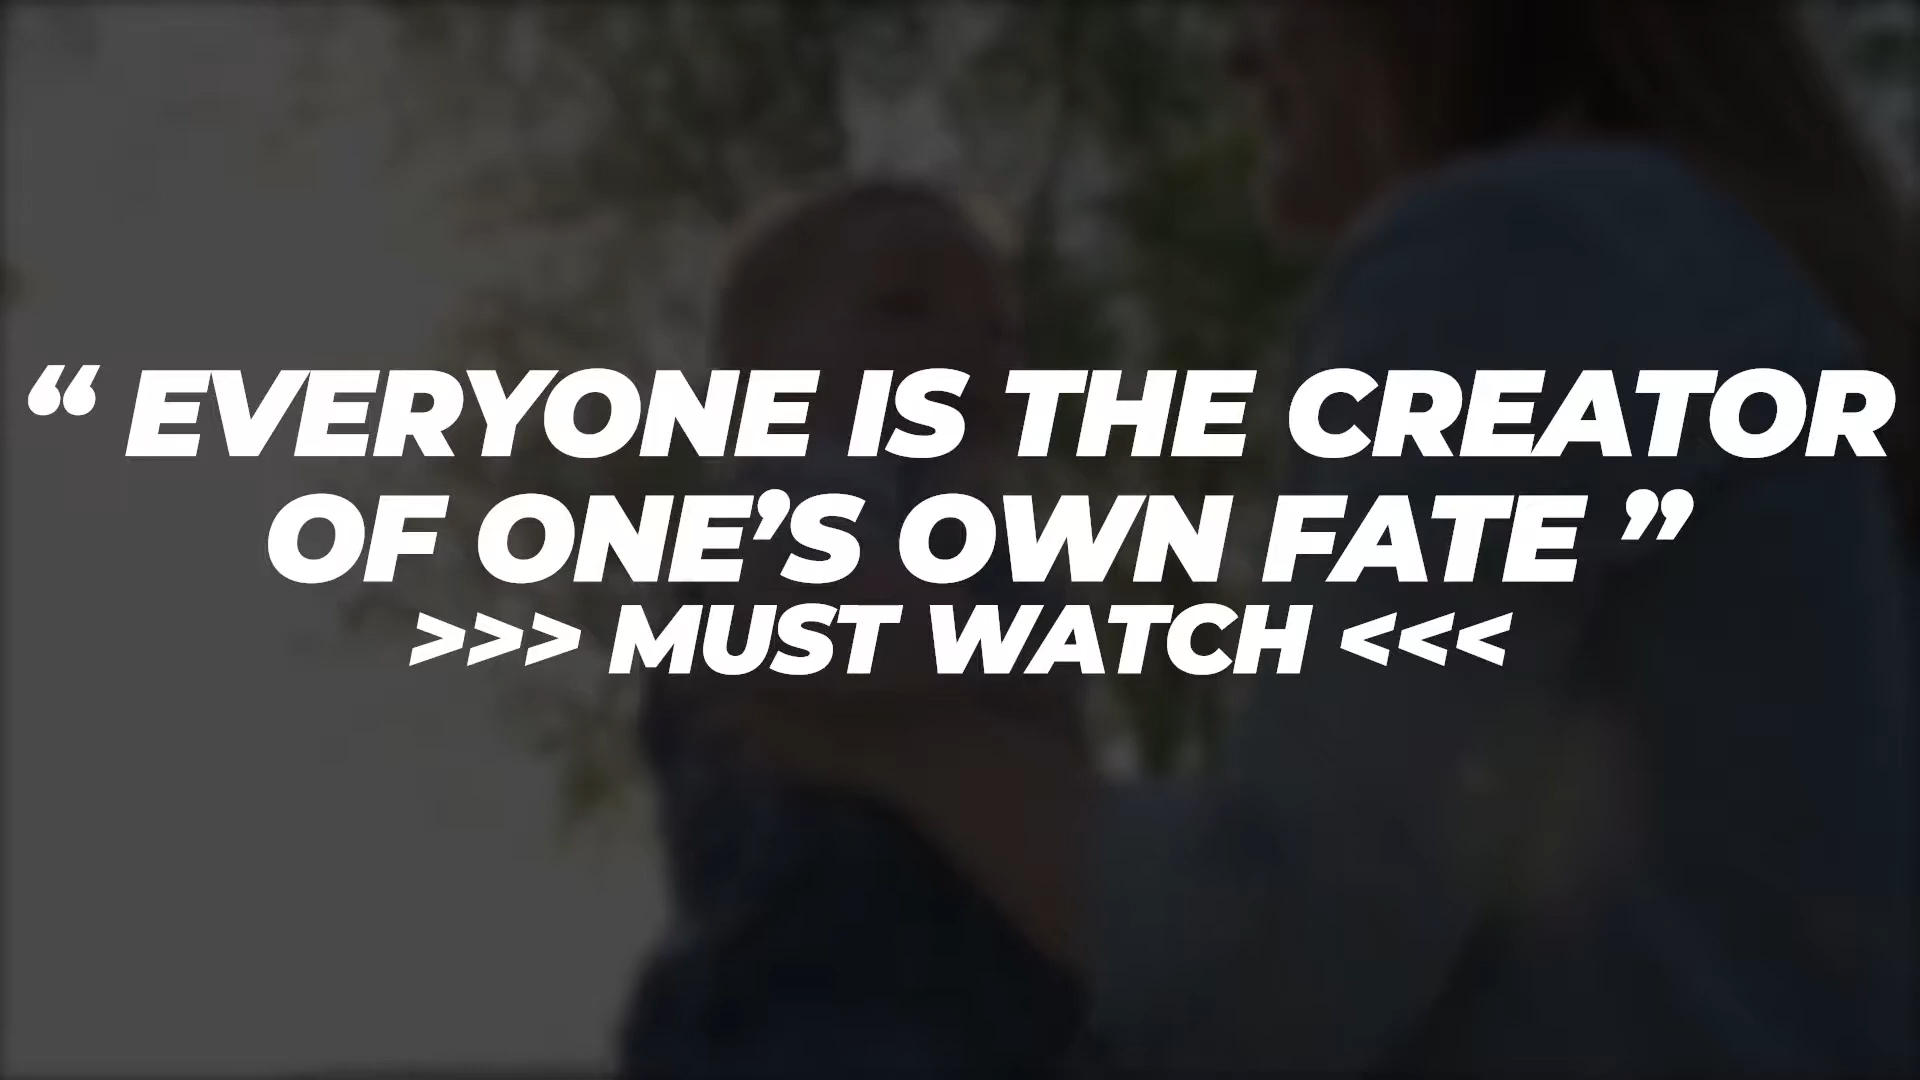 “ EVERYONE IS THE CREATOR
OF ONE’S OWN FATE ”
>>> MUST WATCH <<<